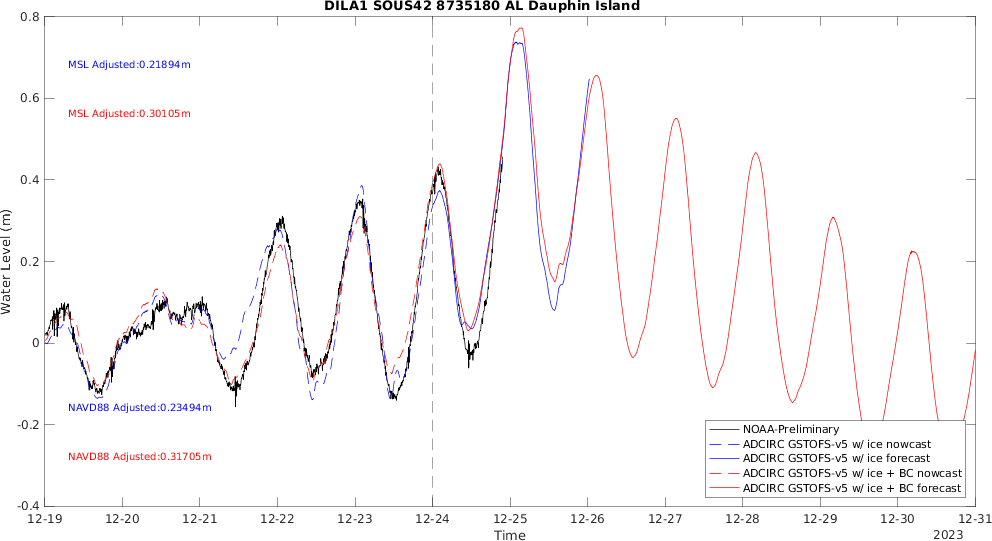 DILA1 SOUS42 8735180 AL Dauphin Island
0.8
0.6
0.4
0.2
0
-0.2
-0.4
Water Level (m)
MSL Adjusted:0.21894m
MSL Adjusted:0.30105m
NAVD88 Adjusted:0.23494m
NAVD88 Adjusted:0.31705m
NOAA-Preliminary
ADCIRC GSTOFS-v5 w/ ice nowcast
ADCIRC GSTOFS-v5 w/ ice forecast
ADCIRC GSTOFS-v5 w/ ice + BC nowcast
ADCIRC GSTOFS-v5 w/ ice + BC forecast
12-19 12-20 12-21 12-22 12-23 12-24 12-25 12-26 12-27 12-28 12-29 12-30 12-31
Time
2023